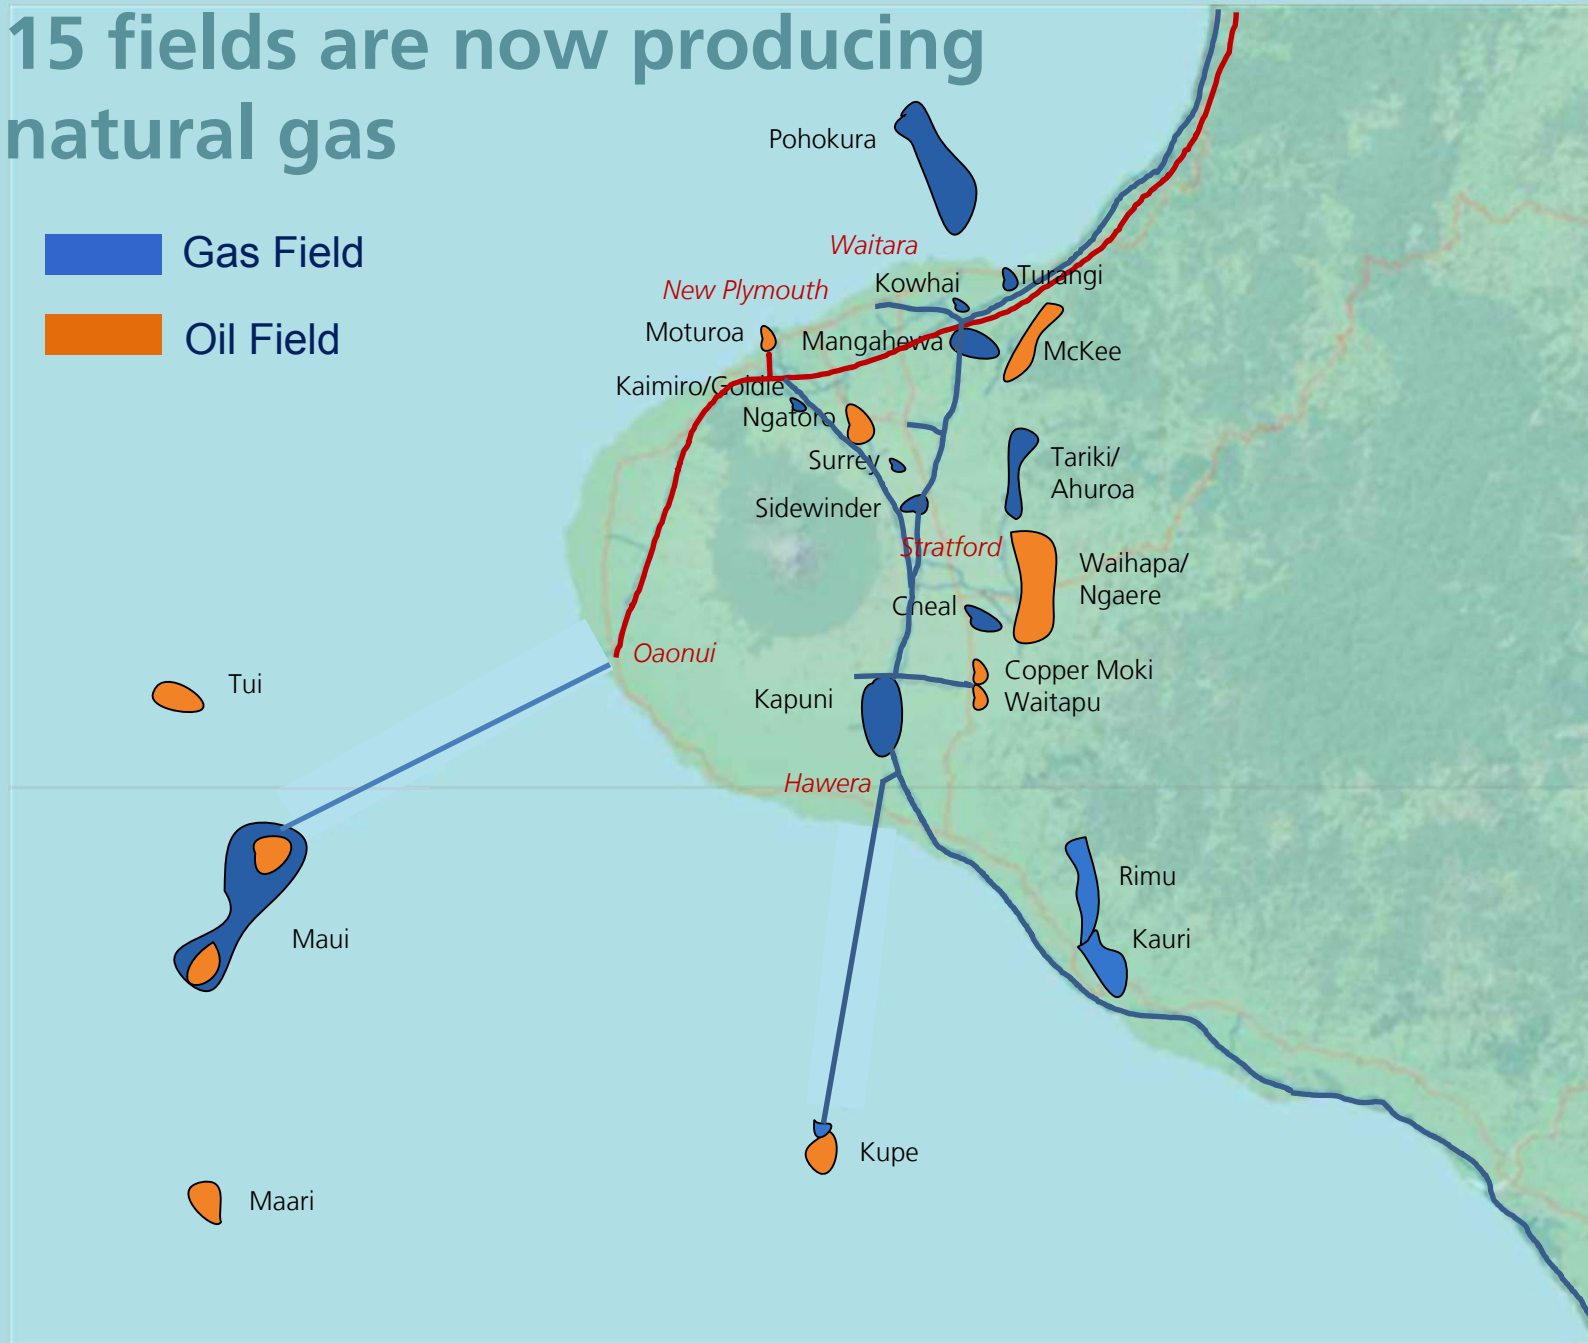 15 fields are now producing
natural gas
Gas Field
Oil Field
Pohokura
Waitara
New Plymouth
Kowhai
Turangi
Moturoa
Mangahewa
McKee
Kaimiro/Goldie
Ngatoro
Surrey
Tariki/
Ahuroa
Sidewinder
Stratford
Waihapa/
Ngaere
Cheal
Oaonui
Copper Moki
Waitapu
Tui
Kapuni
Hawera
Rimu
Kauri
Maui
Kupe
Maari